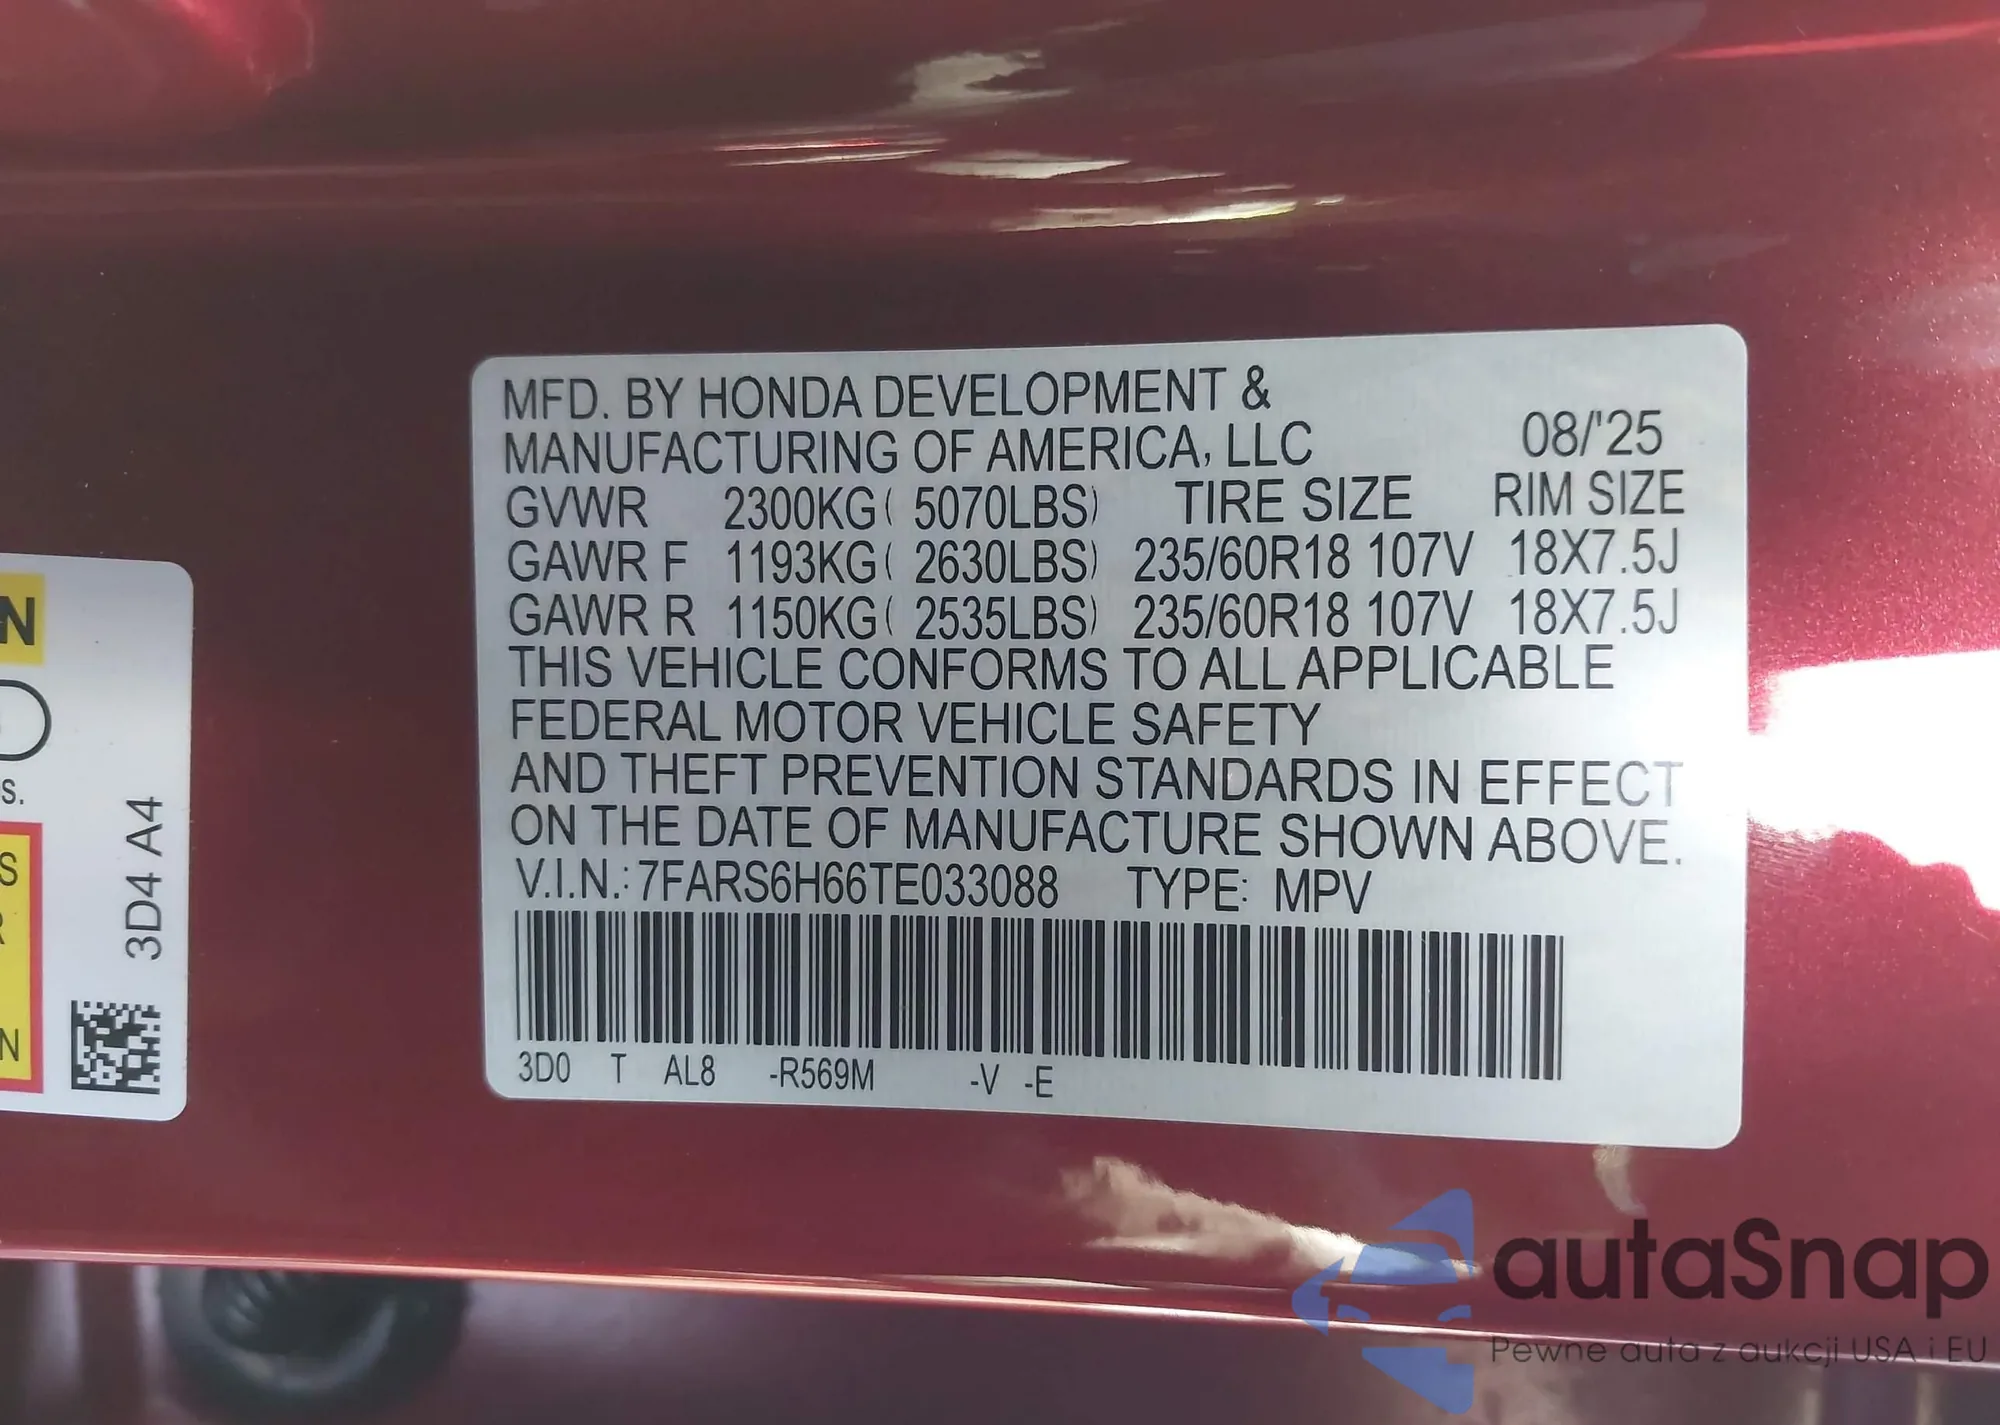 MFD. BY HONDA DEVELOPMENT &
MANUFACTURING OF AMERICA, LLC 08/'25
GVWR 2300KG( 5070LBS) TIRE SIZE RIM SIZE
GAWR F 1193KG( 2630LBS) 235/60R18 107V 18X7.5J
GAWR R 1150KG( 2535LBS) 235/60R18 107V 18X7.5J
THIS VEHICLE CONFORMS TO ALL APPLICABLE
FEDERAL MOTOR VEHICLE SAFETY
AND THEFT PREVENTION STANDARDS IN EFFECT
ON THE DATE OF MANUFACTURE SHOWN ABOVE.
V.I.N.: 7FARS6H66TE033088 TYPE: MPV
3D0 T AL8 -R569M -V -E
N
S.
S
R
N
3D4 A4
autaSnap
Pewne auta z aukcji USA i EU